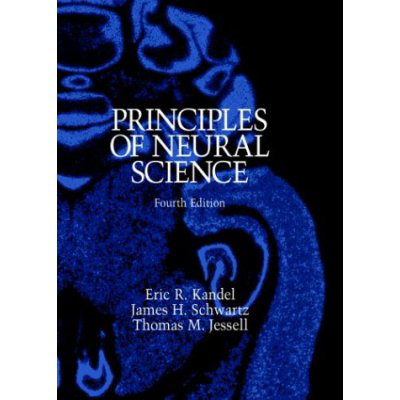 PRINCIPLES
OF NEURAL
SCIENCE
Fourth Edition
Eric R. Kandel
James H. Schwartz
Thomas M. Jessell